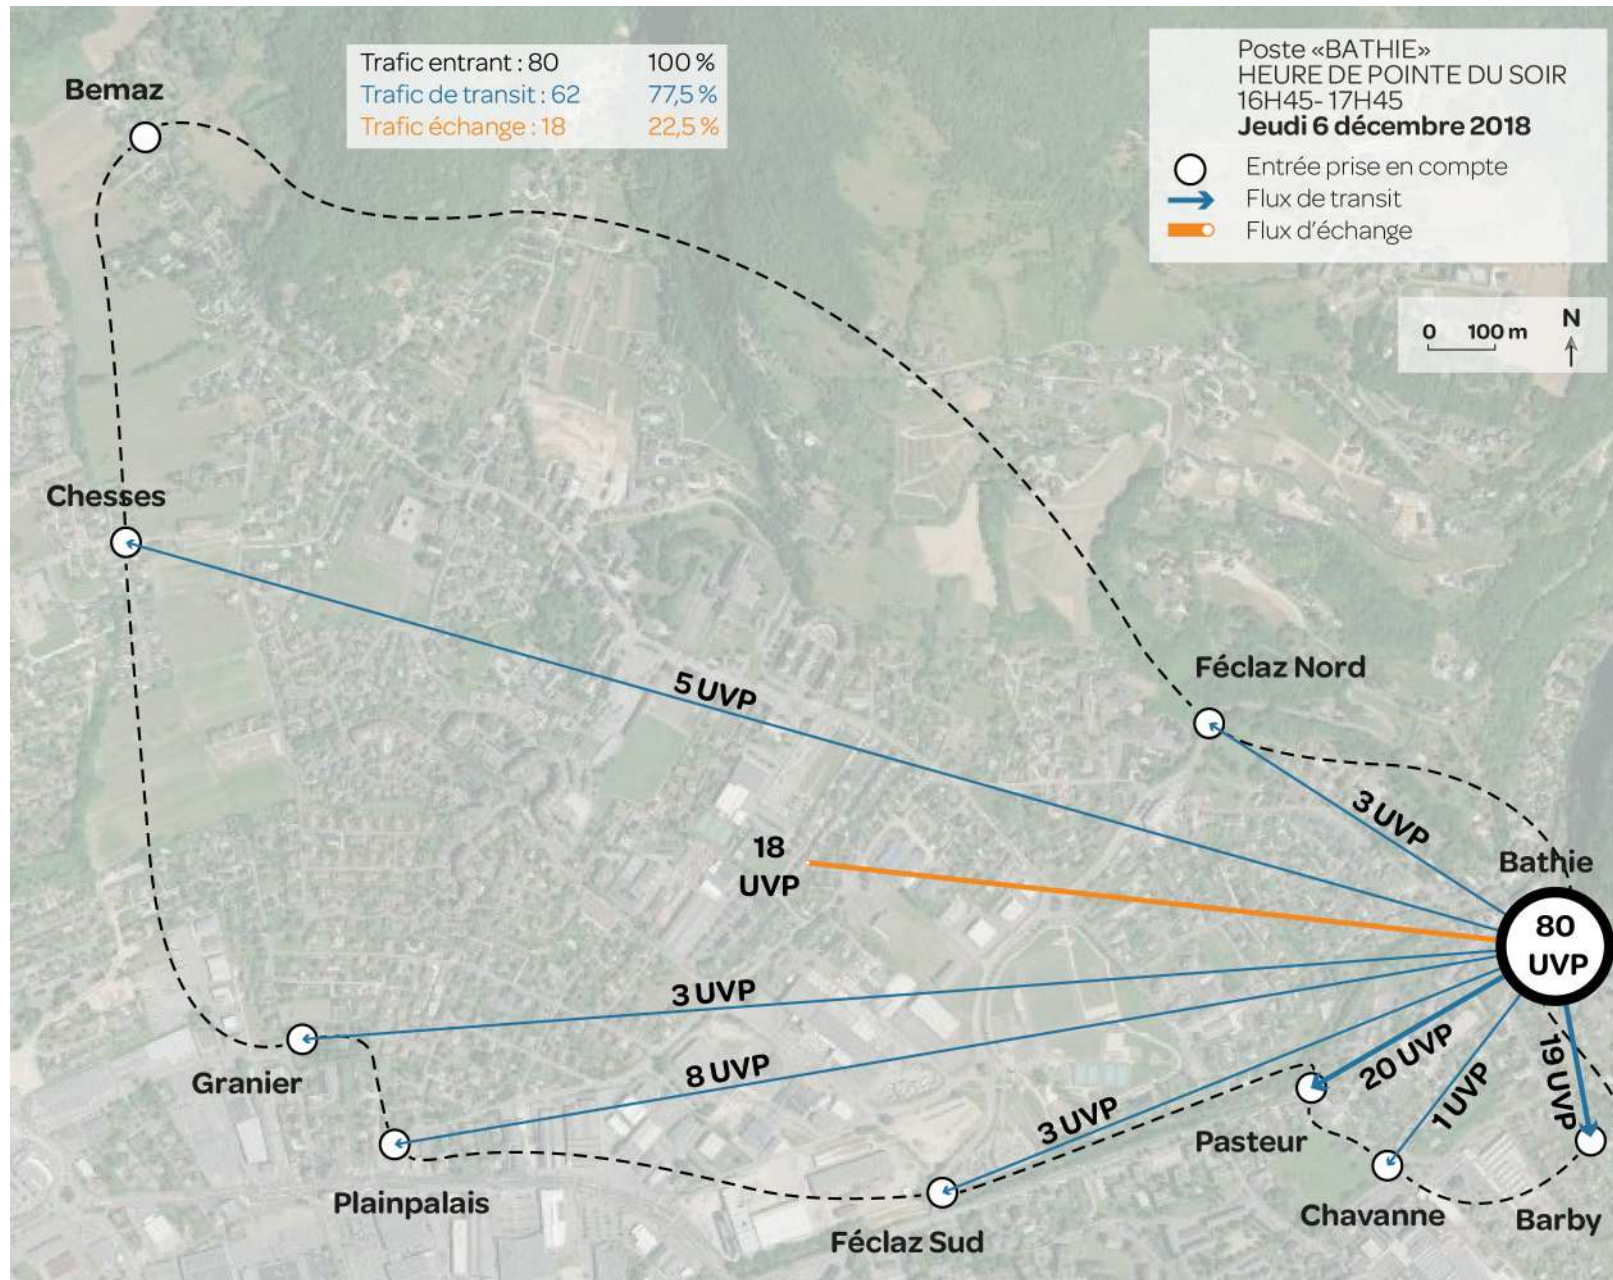 Trafic entrant : 80 100 %
Trafic de transit : 62 77,5 %
Trafic échange : 18 22,5 %
Poste «BATHIE»
HEURE DE POINTE DU SOIR
16H45- 17H45
Jeudi 6 décembre 2018
Entrée prise en compte
Flux de transit
Flux d'échange
0 100 m N
Bemaz
Chesses
Féclaz Nord
5 UVP
3 UVP
18
UVP
Bathie
80
UVP
3 UVP
8 UVP
3 UVP
20 UVP
1 UVP
19 UVP
Granier
Plainpalais
Féclaz Sud
Pasteur
Chavanne
Barby